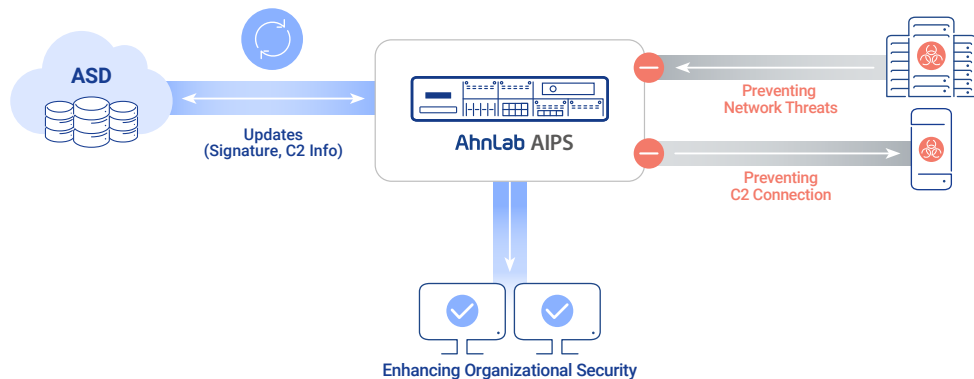 ASD
Updates
(Signature, C2 Info)
AhnLab AIPS
Preventing
Network Threats
Preventing
C2 Connection
Enhancing Organizational Security